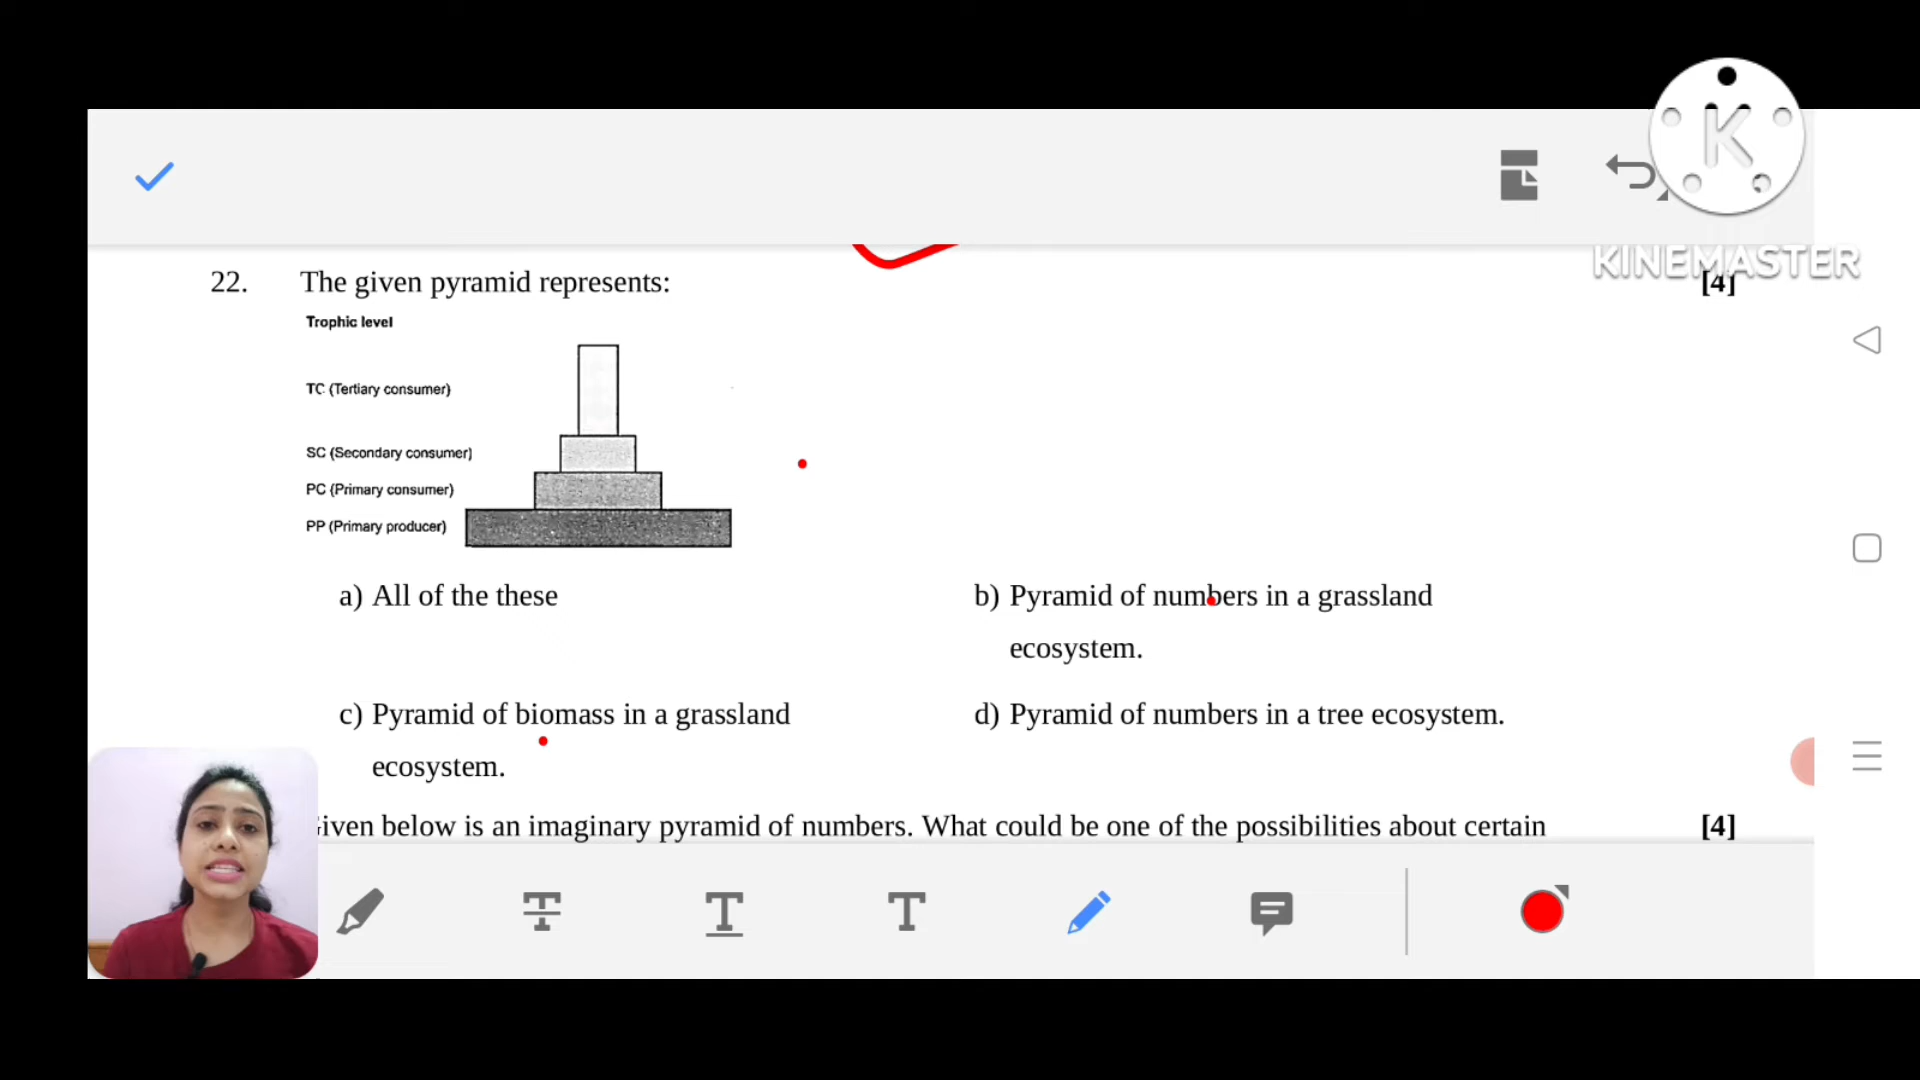 K
KINEMASTER
22. The given pyramid represents: [4]
Trophic level
TC (Tertiary consumer)
SC (Secondary consumer)
PC (Primary consumer)
PP (Primary producer)
a) All of the these
b) Pyramid of numbers in a grassland
ecosystem.
c) Pyramid of biomass in a grassland
ecosystem.
d) Pyramid of numbers in a tree ecosystem.
Given below is an imaginary pyramid of numbers. What could be one of the possibilities about certain [4]
T
T
T